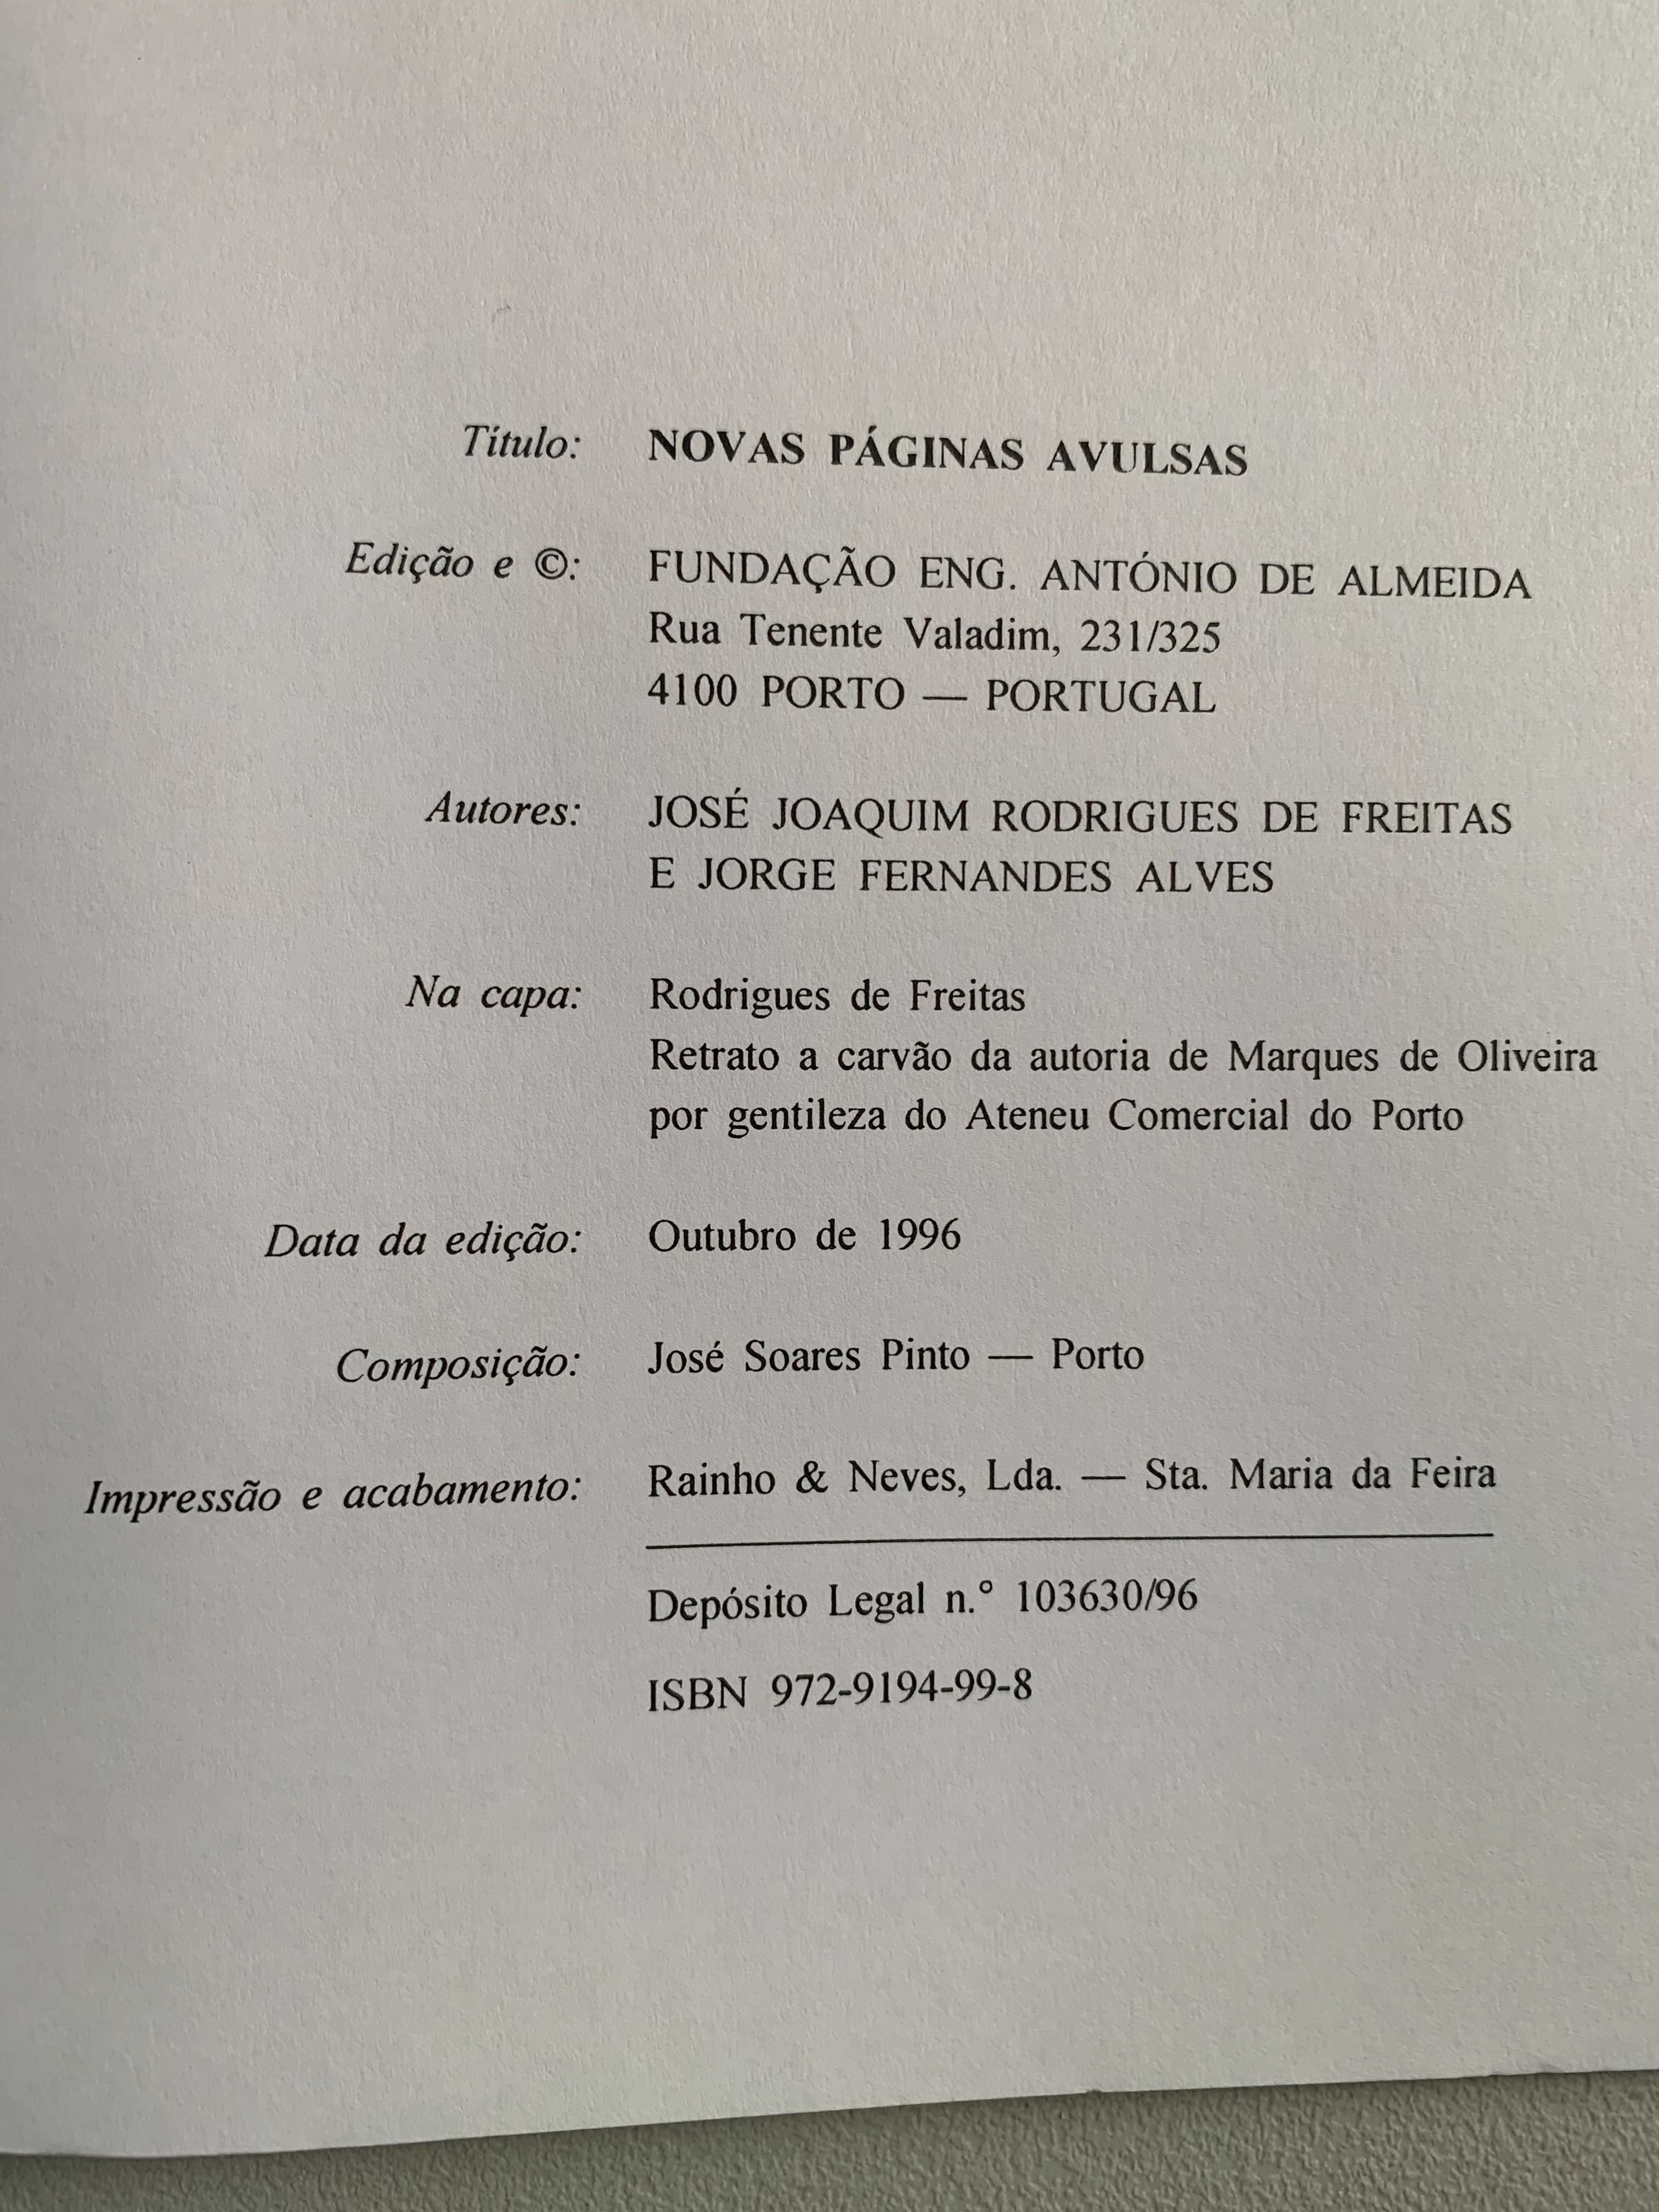 Título: NOVAS PÁGINAS AVULSAS
Edição e ©: FUNDAÇÃO ENG. ANTÓNIO DE ALMEIDA
Rua Tenente Valadim, 231/325
4100 PORTO — PORTUGAL
Autores: JOSÉ JOAQUIM RODRIGUES DE FREITAS
E JORGE FERNANDES ALVES
Na capa: Rodrigues de Freitas
Retrato a carvão da autoria de Marques de Oliveira
por gentileza do Ateneu Comercial do Porto
Data da edição: Outubro de 1996
Composição: José Soares Pinto — Porto
Impressão e acabamento: Rainho & Neves, Lda. — Sta. Maria da Feira
Depósito Legal n.° 103630/96
ISBN 972-9194-99-8